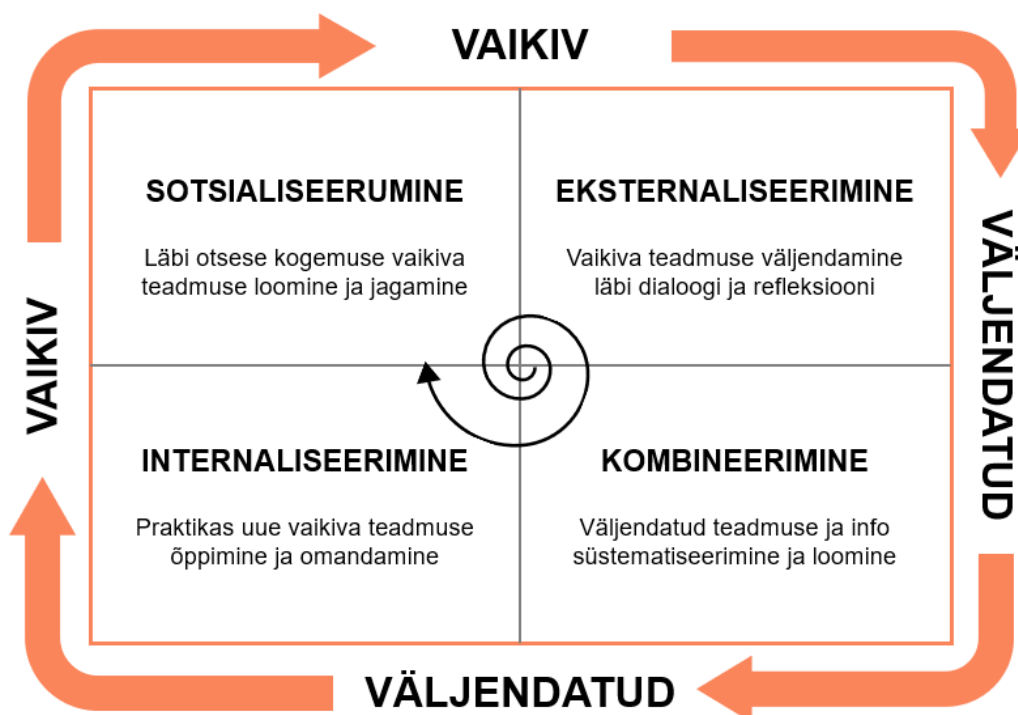 VAIKIV
SOTSIALISEERUMINE
Läbi otsese kogemuse vaikiva
teadmuse loomine ja jagamine
EKSTERNALISEERIMINE
Vaikiva teadmuse väljendamine
läbi dialoogi ja refleksiooni
VAIKIV
VÄLJENDATUD
INTERNALISEERIMINE
Praktikas uue vaikiva teadmuse
õppimine ja omandamine
KOMBINEERIMINE
Väljendatud teadmuse ja info
süstematiseerimine ja loomine
VÄLJENDATUD